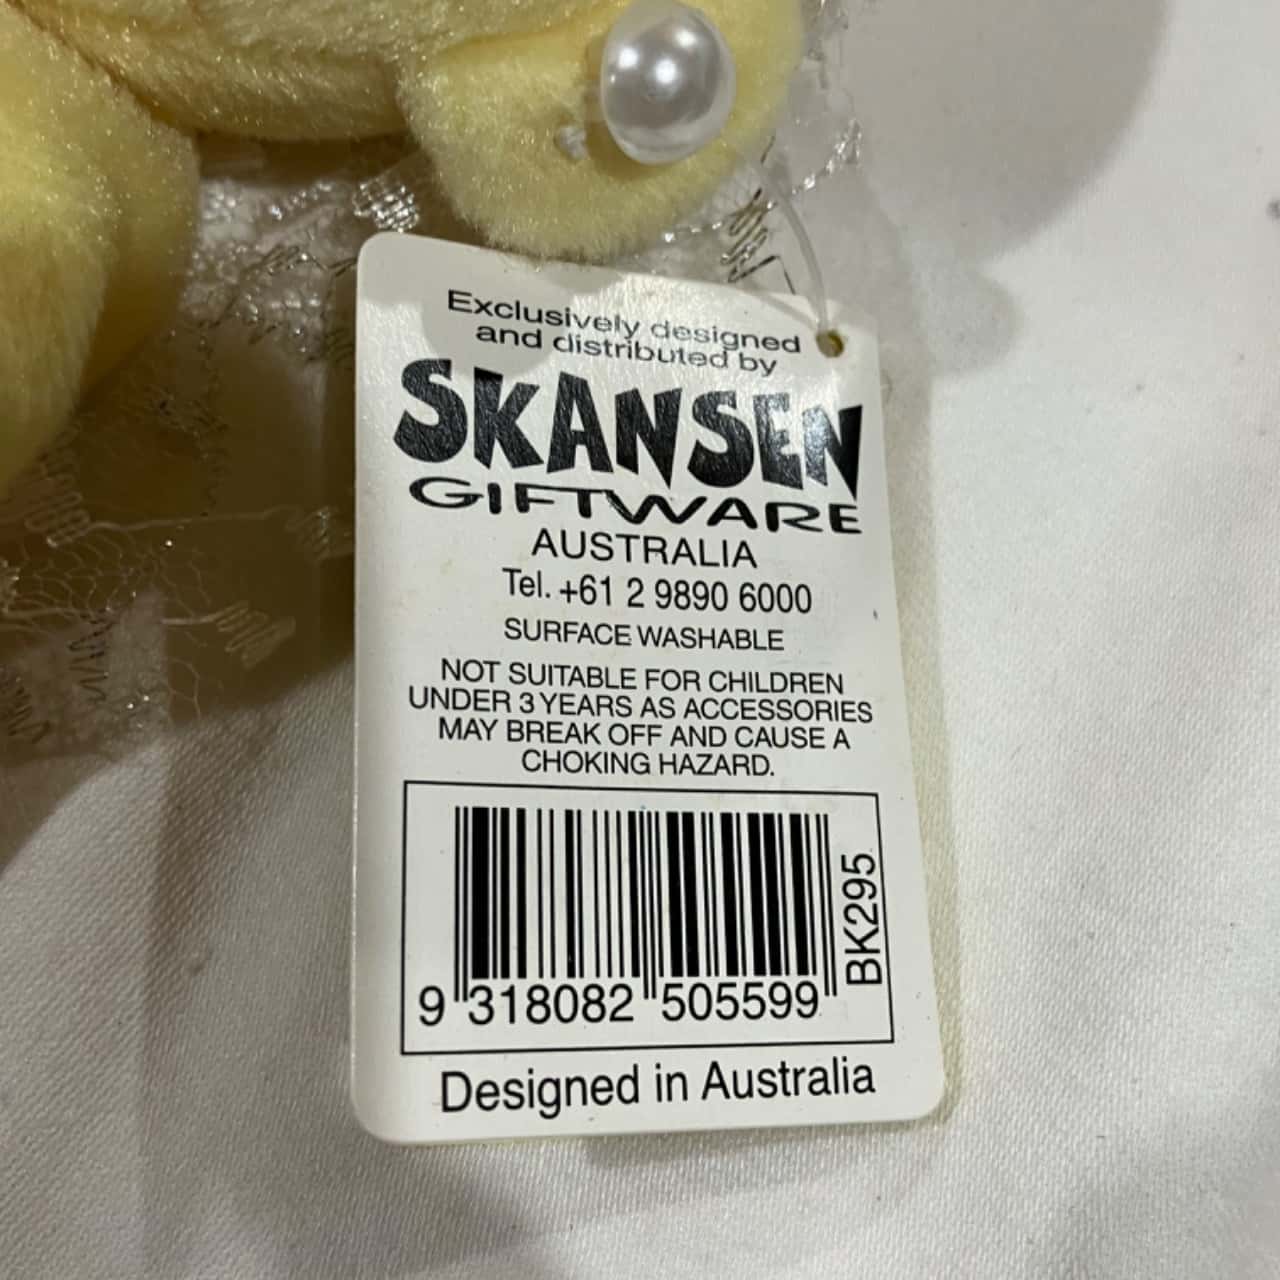 Exclusively designed
and distributed by
SKANSEN
GIFTWARE
AUSTRALIA
Tel. +61 2 9890 6000
SURFACE WASHABLE
NOT SUITABLE FOR CHILDREN
UNDER 3 YEARS AS ACCESSORIES
MAY BREAK OFF AND CAUSE A
CHOKING HAZARD.
BK295
9 318082 505599
Designed in Australia